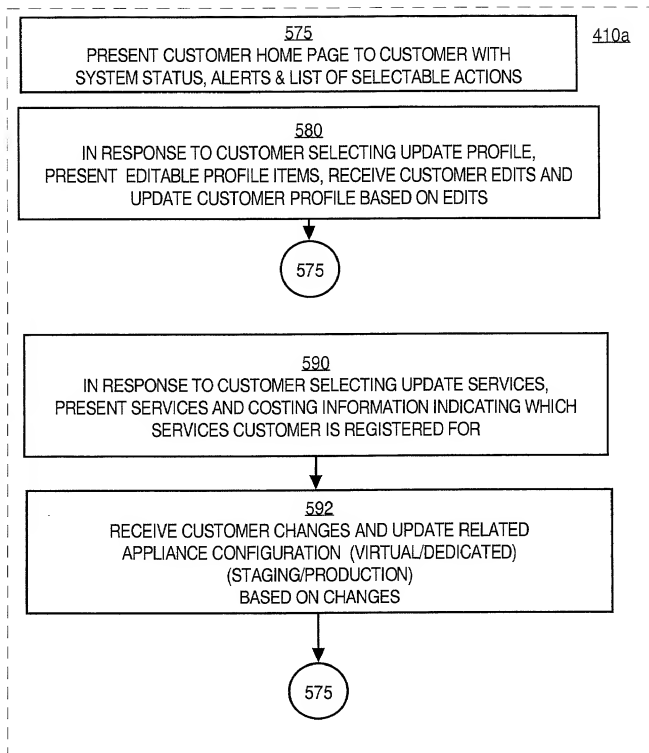 575
410a
PRESENT CUSTOMER HOME PAGE TO CUSTOMER WITH
SYSTEM STATUS, ALERTS & LIST OF SELECTABLE ACTIONS
580
IN RESPONSE TO CUSTOMER SELECTING UPDATE PROFILE,
PRESENT EDITABLE PROFILE ITEMS, RECEIVE CUSTOMER EDITS AND
UPDATE CUSTOMER PROFILE BASED ON EDITS
575
590
IN RESPONSE TO CUSTOMER SELECTING UPDATE SERVICES,
PRESENT SERVICES AND COSTING INFORMATION INDICATING WHICH
SERVICES CUSTOMER IS REGISTERED FOR
592
RECEIVE CUSTOMER CHANGES AND UPDATE RELATED
APPLIANCE CONFIGURATION (VIRTUAL/DEDICATED)
(STAGING/PRODUCTION)
BASED ON CHANGES
575